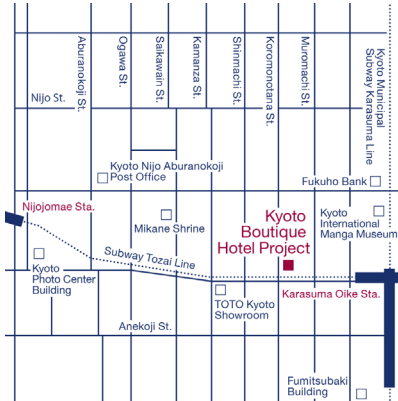 Aburanokoji St.
Ogawa St.
Saikawain St.
Kamanza St.
Shinmachi St.
Koromonotana St.
Muromachi St.
Kyoto Municipal
Subway Karasuma Line
Nijo St.
Kyoto Nijo Aburanokoji
Post Office
Fukuho Bank
Nijojomae Sta.
Mikane Shrine
Kyoto
Boutique
Hotel Project
Kyoto
International
Manga Museum
Subway Tozai Line
Kyoto
Photo Center
Building
Karasuma Oike Sta.
TOTO Kyoto
Showroom
Anekoji St.
Fumitsubaki
Building